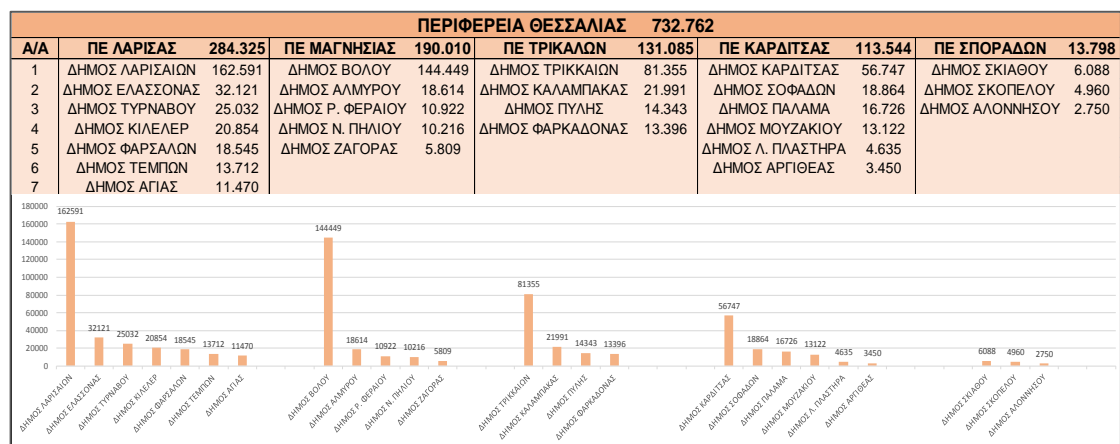 ΠΕΡΙΦΕΡΕΙΑ ΘΕΣΣΑΛΙΑΣ 732.762
Α/Α ΠΕ ΛΑΡΙΣΑΣ 284.325 ΠΕ ΜΑΓΝΗΣΙΑΣ 190.010 ΠΕ ΤΡΙΚΑΛΩΝ 131.085 ΠΕ ΚΑΡΔΙΤΣΑΣ 113.544 ΠΕ ΣΠΟΡΑΔΩΝ 13.798
1 ΔΗΜΟΣ ΛΑΡΙΣΑΙΩΝ 162.591 ΔΗΜΟΣ ΒΟΛΟΥ 144.449 ΔΗΜΟΣ ΤΡΙΚΚΑΙΩΝ 81.355 ΔΗΜΟΣ ΚΑΡΔΙΤΣΑΣ 56.747 ΔΗΜΟΣ ΣΚΙΑΘΟΥ 6.088
2 ΔΗΜΟΣ ΕΛΑΣΣΟΝΑΣ 32.121 ΔΗΜΟΣ ΑΛΜΥΡΟΥ 18.614 ΔΗΜΟΣ ΚΑΛΑΜΠΑΚΑΣ 21.991 ΔΗΜΟΣ ΣΟΦΑΔΩΝ 18.864 ΔΗΜΟΣ ΣΚΟΠΕΛΟΥ 4.960
3 ΔΗΜΟΣ ΤΥΡΝΑΒΟΥ 25.032 ΔΗΜΟΣ Ρ. ΦΕΡΑΙΟΥ 10.922 ΔΗΜΟΣ ΠΥΛΗΣ 14.343 ΔΗΜΟΣ ΠΑΛΑΜΑ 16.726 ΔΗΜΟΣ ΑΛΟΝΝΗΣΟΥ 2.750
4 ΔΗΜΟΣ ΚΙΛΕΛΕΡ 20.854 ΔΗΜΟΣ Ν. ΠΗΛΙΟΥ 10.216 ΔΗΜΟΣ ΦΑΡΚΑΔΟΝΑΣ 13.396 ΔΗΜΟΣ ΜΟΥΖΑΚΙΟΥ 13.122
5 ΔΗΜΟΣ ΦΑΡΣΑΛΩΝ 18.545 ΔΗΜΟΣ ΖΑΓΟΡΑΣ 5.809 ΔΗΜΟΣ Λ. ΠΛΑΣΤΗΡΑ 4.635
6 ΔΗΜΟΣ ΤΕΜΠΩΝ 13.712 ΔΗΜΟΣ ΑΡΓΙΘΕΑΣ 3.450
7 ΔΗΜΟΣ ΑΓΙΑΣ 11.470
180000
160000
140000
120000
100000
80000
60000
40000
20000
0
162591 32121 25032 20854 18545 13712 11470 144449 18614 10922 10216 5809 81355 21991 14343 13396 56747 18864 16726 13122 4635 3450 6088 4960 2750
ΔΗΜΟΣ ΛΑΡΙΣΑΙΩΝ
ΔΗΜΟΣ ΕΛΑΣΣΟΝΑΣ
ΔΗΜΟΣ ΤΥΡΝΑΒΟΥ
ΔΗΜΟΣ ΚΙΛΕΛΕΡ
ΔΗΜΟΣ ΦΑΡΣΑΛΩΝ
ΔΗΜΟΣ ΤΕΜΠΩΝ
ΔΗΜΟΣ ΑΓΙΑΣ
ΔΗΜΟΣ ΒΟΛΟΥ
ΔΗΜΟΣ ΑΛΜΥΡΟΥ
ΔΗΜΟΣ Ρ. ΦΕΡΑΙΟΥ
ΔΗΜΟΣ Ν. ΠΗΛΙΟΥ
ΔΗΜΟΣ ΖΑΓΟΡΑΣ
ΔΗΜΟΣ ΤΡΙΚΚΑΙΩΝ
ΔΗΜΟΣ ΚΑΛΑΜΠΑΚΑΣ
ΔΗΜΟΣ ΠΥΛΗΣ
ΔΗΜΟΣ ΦΑΡΚΑΔΟΝΑΣ
ΔΗΜΟΣ ΚΑΡΔΙΤΣΑΣ
ΔΗΜΟΣ ΣΟΦΑΔΩΝ
ΔΗΜΟΣ ΠΑΛΑΜΑ
ΔΗΜΟΣ ΜΟΥΖΑΚΙΟΥ
ΔΗΜΟΣ Λ. ΠΛΑΣΤΗΡΑ
ΔΗΜΟΣ ΑΡΓΙΘΕΑΣ
ΔΗΜΟΣ ΣΚΙΑΘΟΥ
ΔΗΜΟΣ ΣΚΟΠΕΛΟΥ
ΔΗΜΟΣ ΑΛΟΝΝΗΣΟΥ